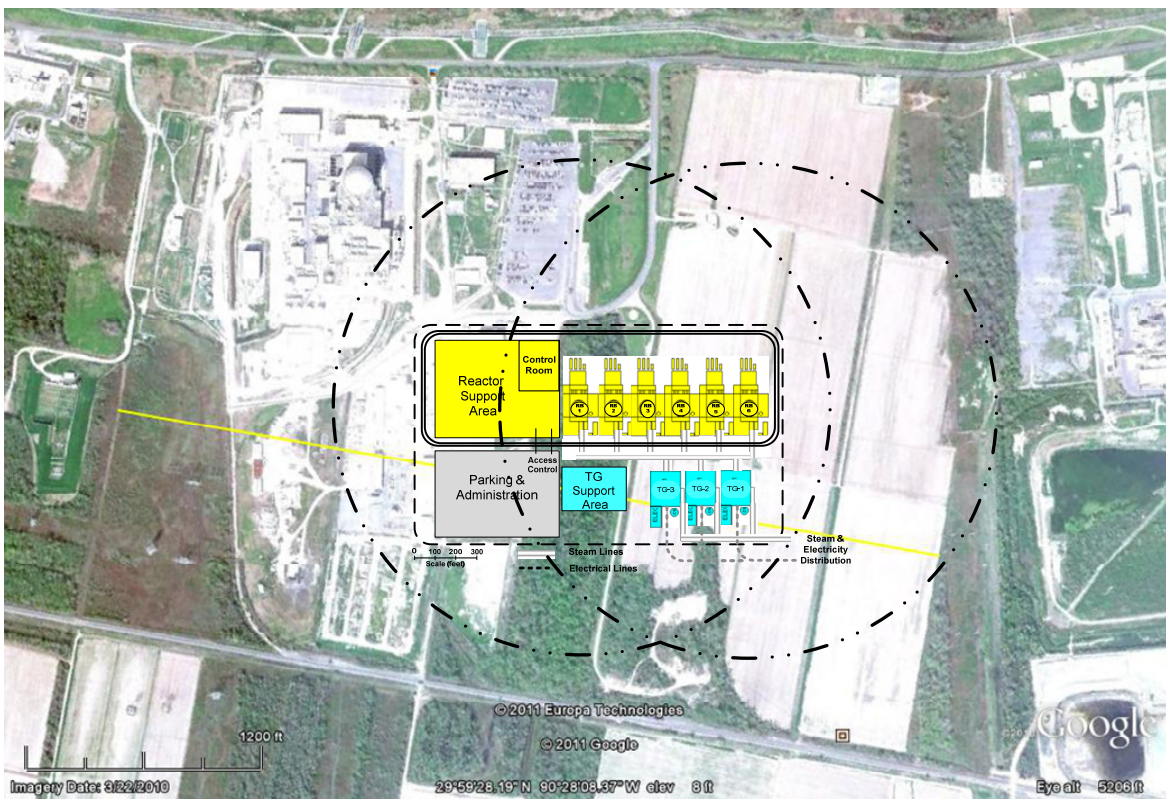 Control
Room
Reactor
Support
Area
RB
1
RB
2
RB
3
RB
4
RB
5
RB
6
Access
Control
Parking &
Administration
TG
Support
Area
TG-3
TG-2
TG-1
ELEC
ELEC
ELEC
Steam &
Electricity
Distribution
0 100 200 300
Scale (feet)
Steam Lines
Electrical Lines
© 2011 Europa Technologies
© 2011 Google
Google
1200 ft
Imagery Date: 3/22/2010
29°59'28.19" N 90°28'08.37" W elev 8 ft
Eye alt 5206 ft